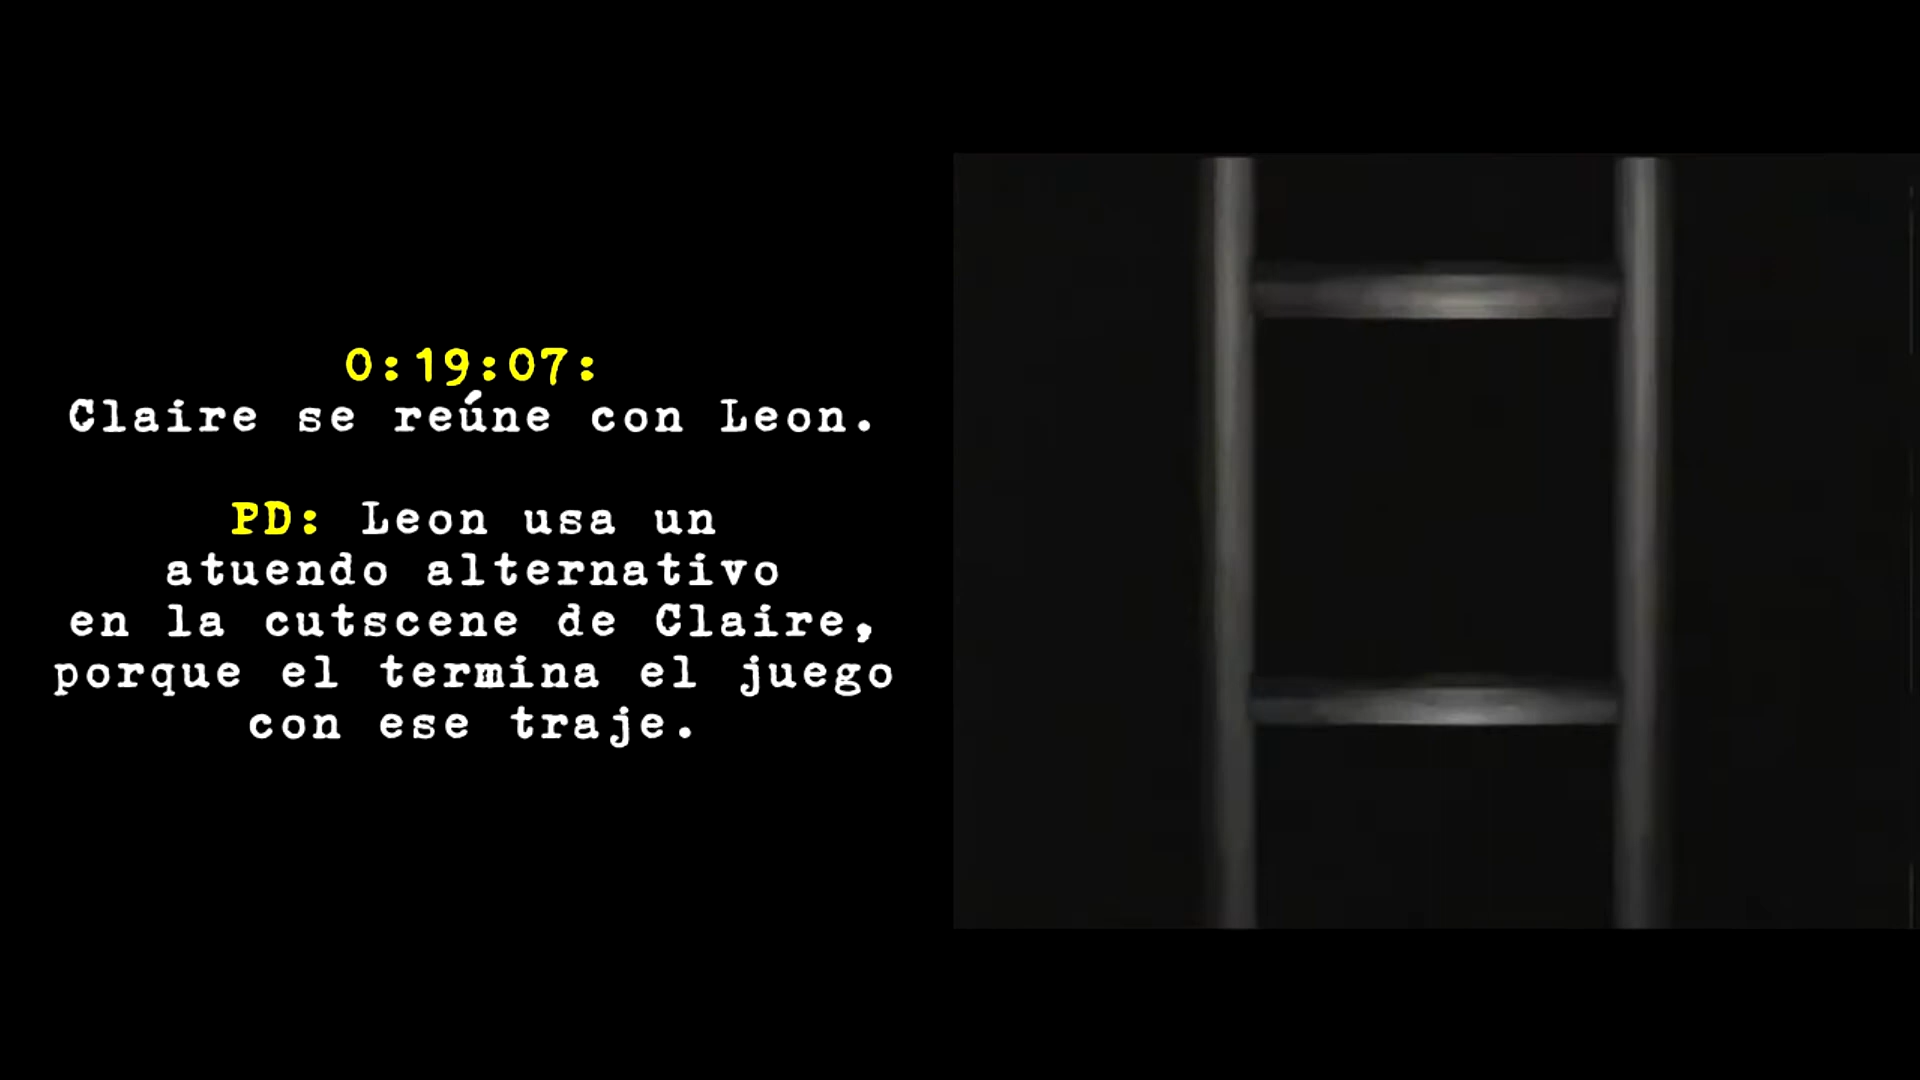 0:19:07:
Claire se reúne con Leon.
PD: Leon usa un
atuendo alternativo
en la cutscene de Claire,
porque el termina el juego
con ese traje.